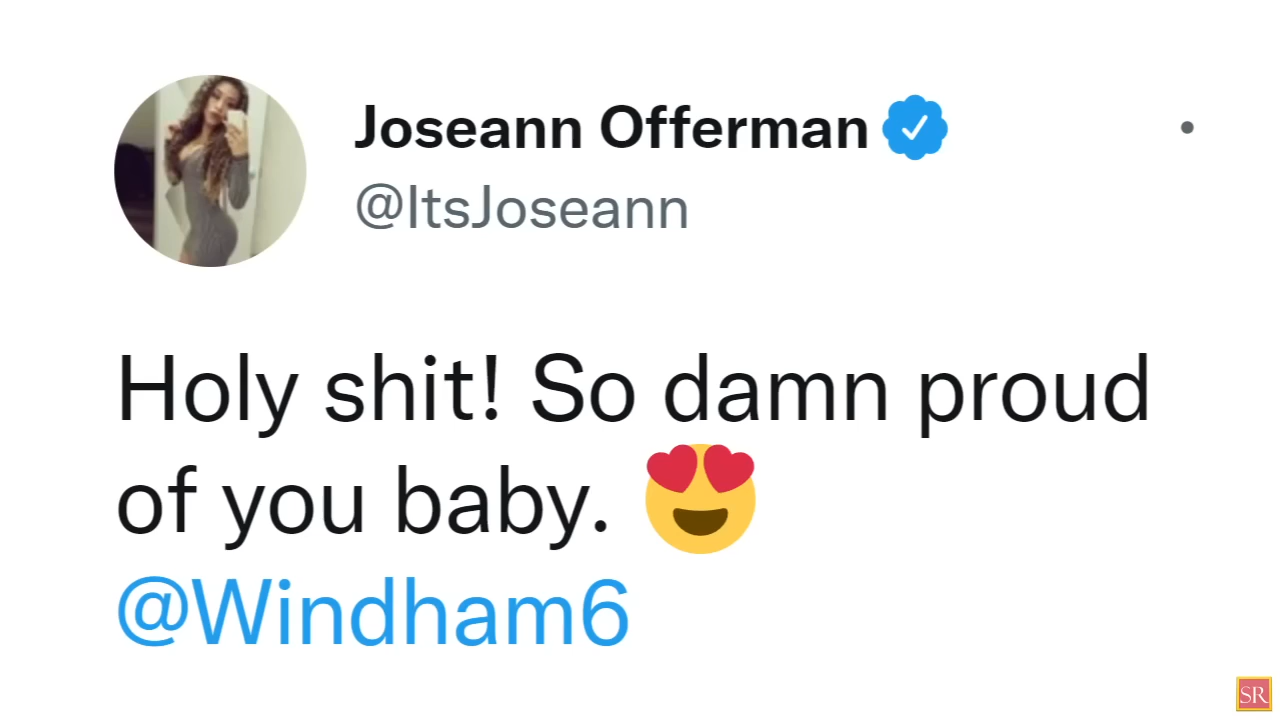 Joseann Offerman
@ItsJoseann
Holy shit! So damn proud
of you baby. 😍
@Windham6
SR